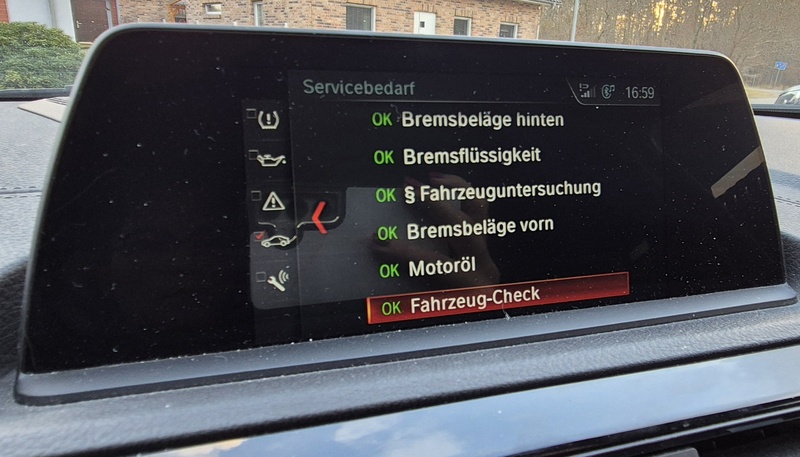 Servicebedarf
16:59
OK Bremsbeläge hinten
OK Bremsflüssigkeit
OK § Fahrzeuguntersuchung
OK Bremsbeläge vorn
OK Motoröl
OK Fahrzeug-Check